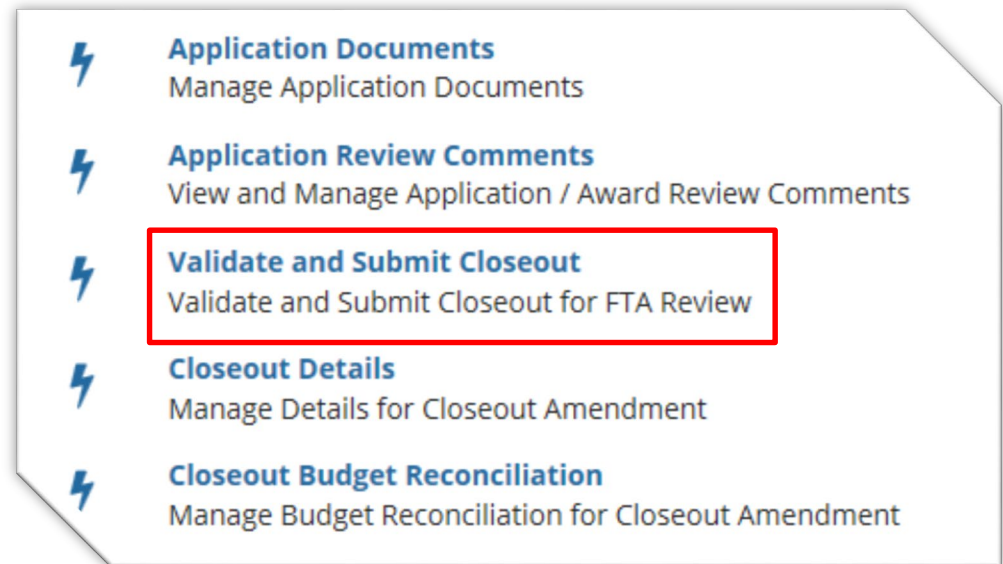 Application Documents
Manage Application Documents
Application Review Comments
View and Manage Application / Award Review Comments
Validate and Submit Closeout
Validate and Submit Closeout for FTA Review
Closeout Details
Manage Details for Closeout Amendment
Closeout Budget Reconciliation
Manage Budget Reconciliation for Closeout Amendment